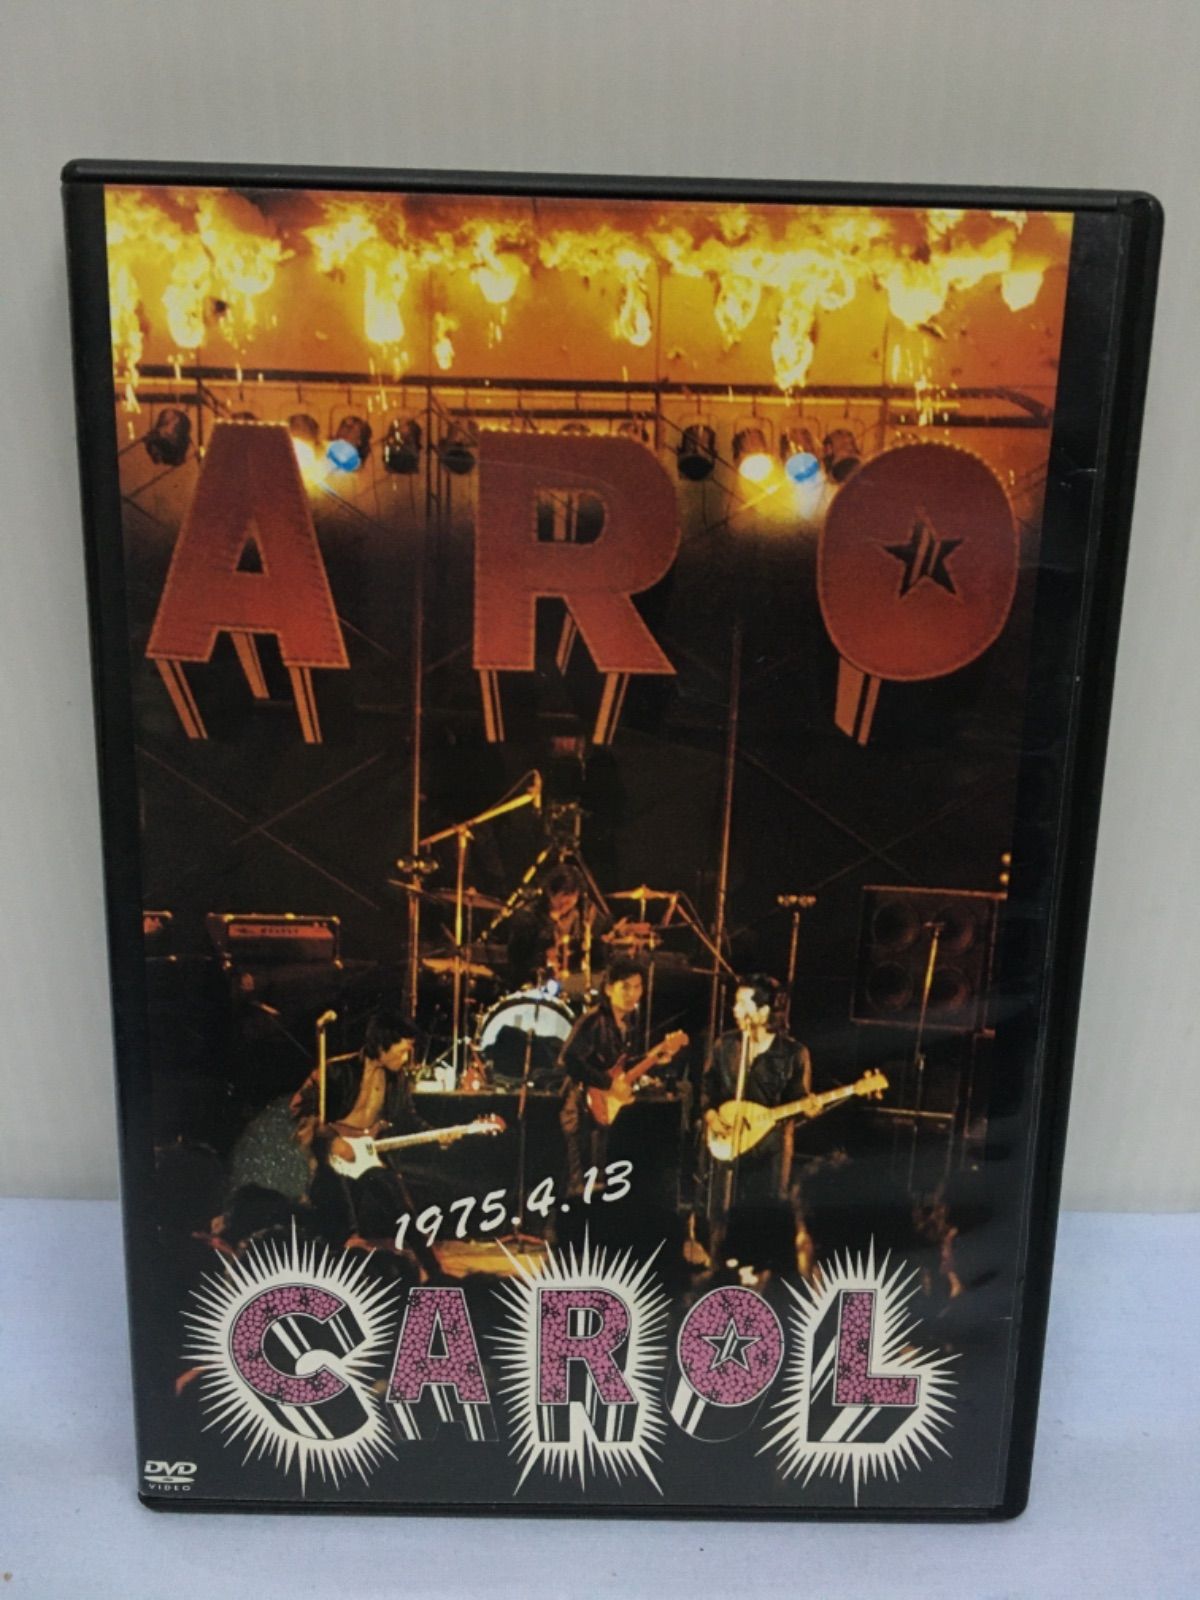 ARO
1975.4.13
CAROL
DVD
VIDEO